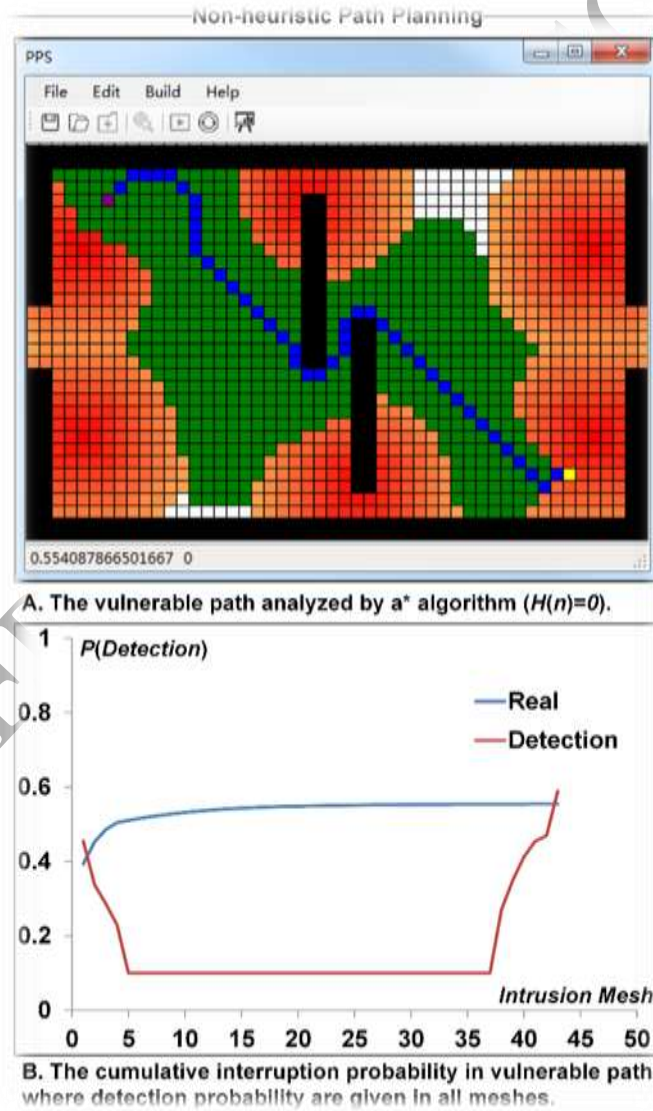 Non-heuristic Path Planning
PPS
File Edit Build Help
0.554087866501667 0
A. The vulnerable path analyzed by a* algorithm (H(n)=0).
1
P(Detection)
0.8
0.6
0.4
0.2
0
Real
Detection
Intrusion Mesh
0 5 10 15 20 25 30 35 40 45 50
B. The cumulative interruption probability in vulnerable path
where detection probability are given in all meshes.